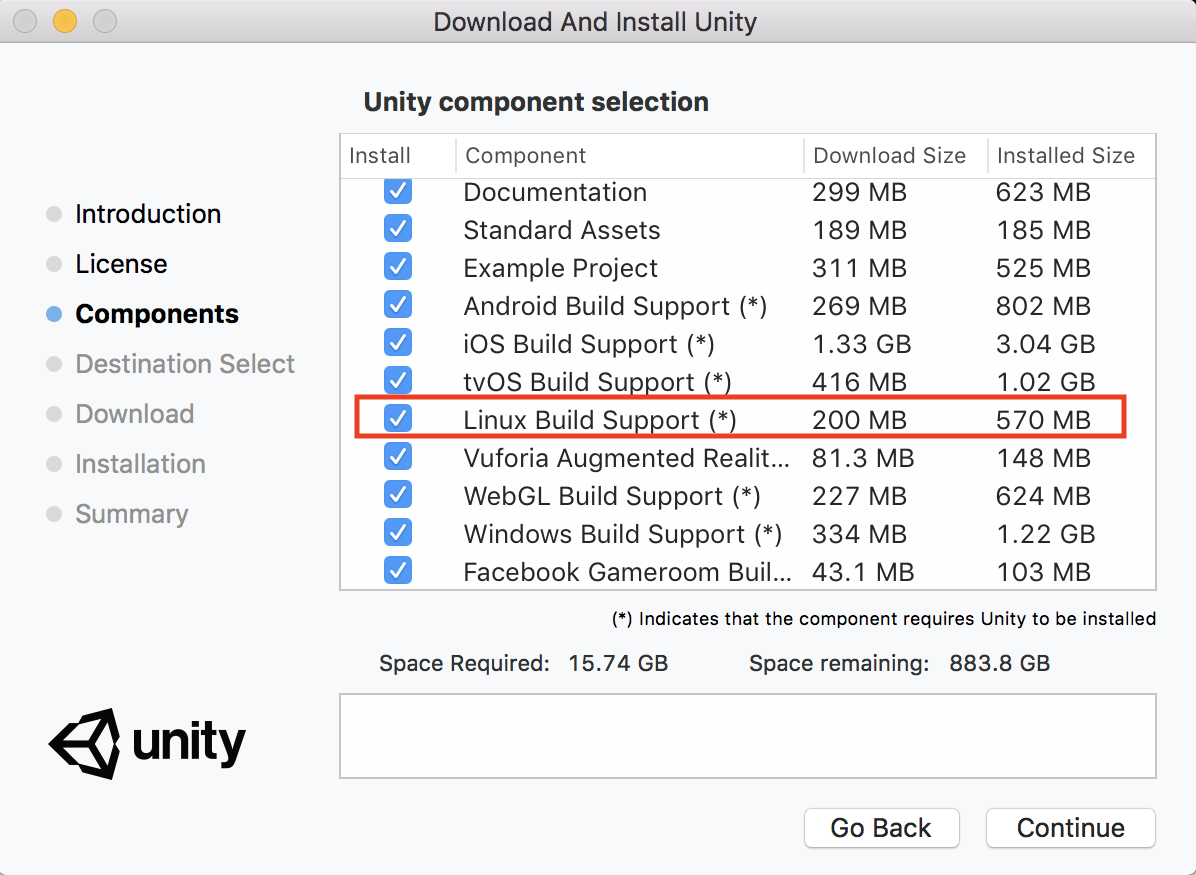 Download And Install Unity
Unity component selection
Install Component Download Size Installed Size
Documentation 299 MB 623 MB
Standard Assets 189 MB 185 MB
Example Project 311 MB 525 MB
Android Build Support (*) 269 MB 802 MB
iOS Build Support (*) 1.33 GB 3.04 GB
tvOS Build Support (*) 416 MB 1.02 GB
Linux Build Support (*) 200 MB 570 MB
Vuforia Augmented Realit... 81.3 MB 148 MB
WebGL Build Support (*) 227 MB 624 MB
Windows Build Support (*) 334 MB 1.22 GB
Facebook Gameroom Buil... 43.1 MB 103 MB
(*) Indicates that the component requires Unity to be installed
Space Required: 15.74 GB Space remaining: 883.8 GB
Introduction
License
Components
Destination Select
Download
Installation
Summary
unity
Go Back Continue